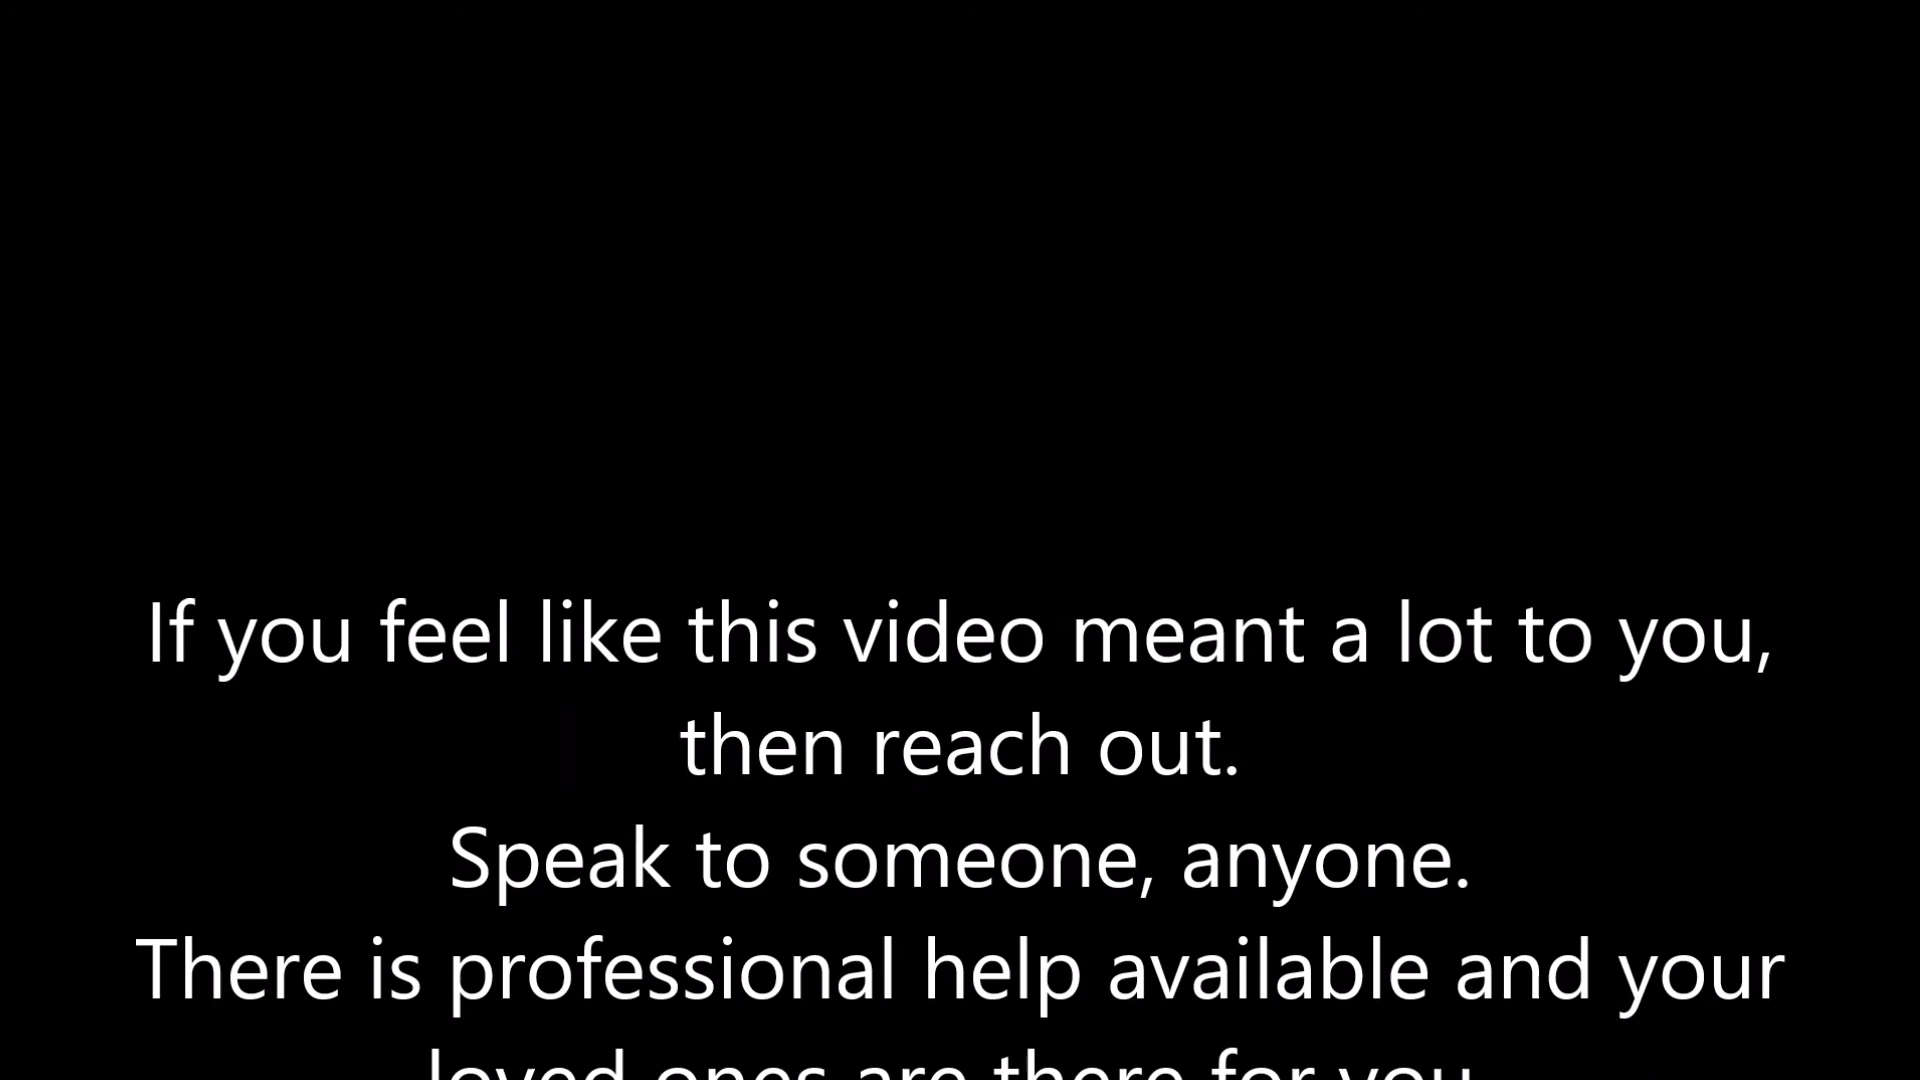 If you feel like this video meant a lot to you,
then reach out.
Speak to someone, anyone.
There is professional help available and your
loved ones are there for you